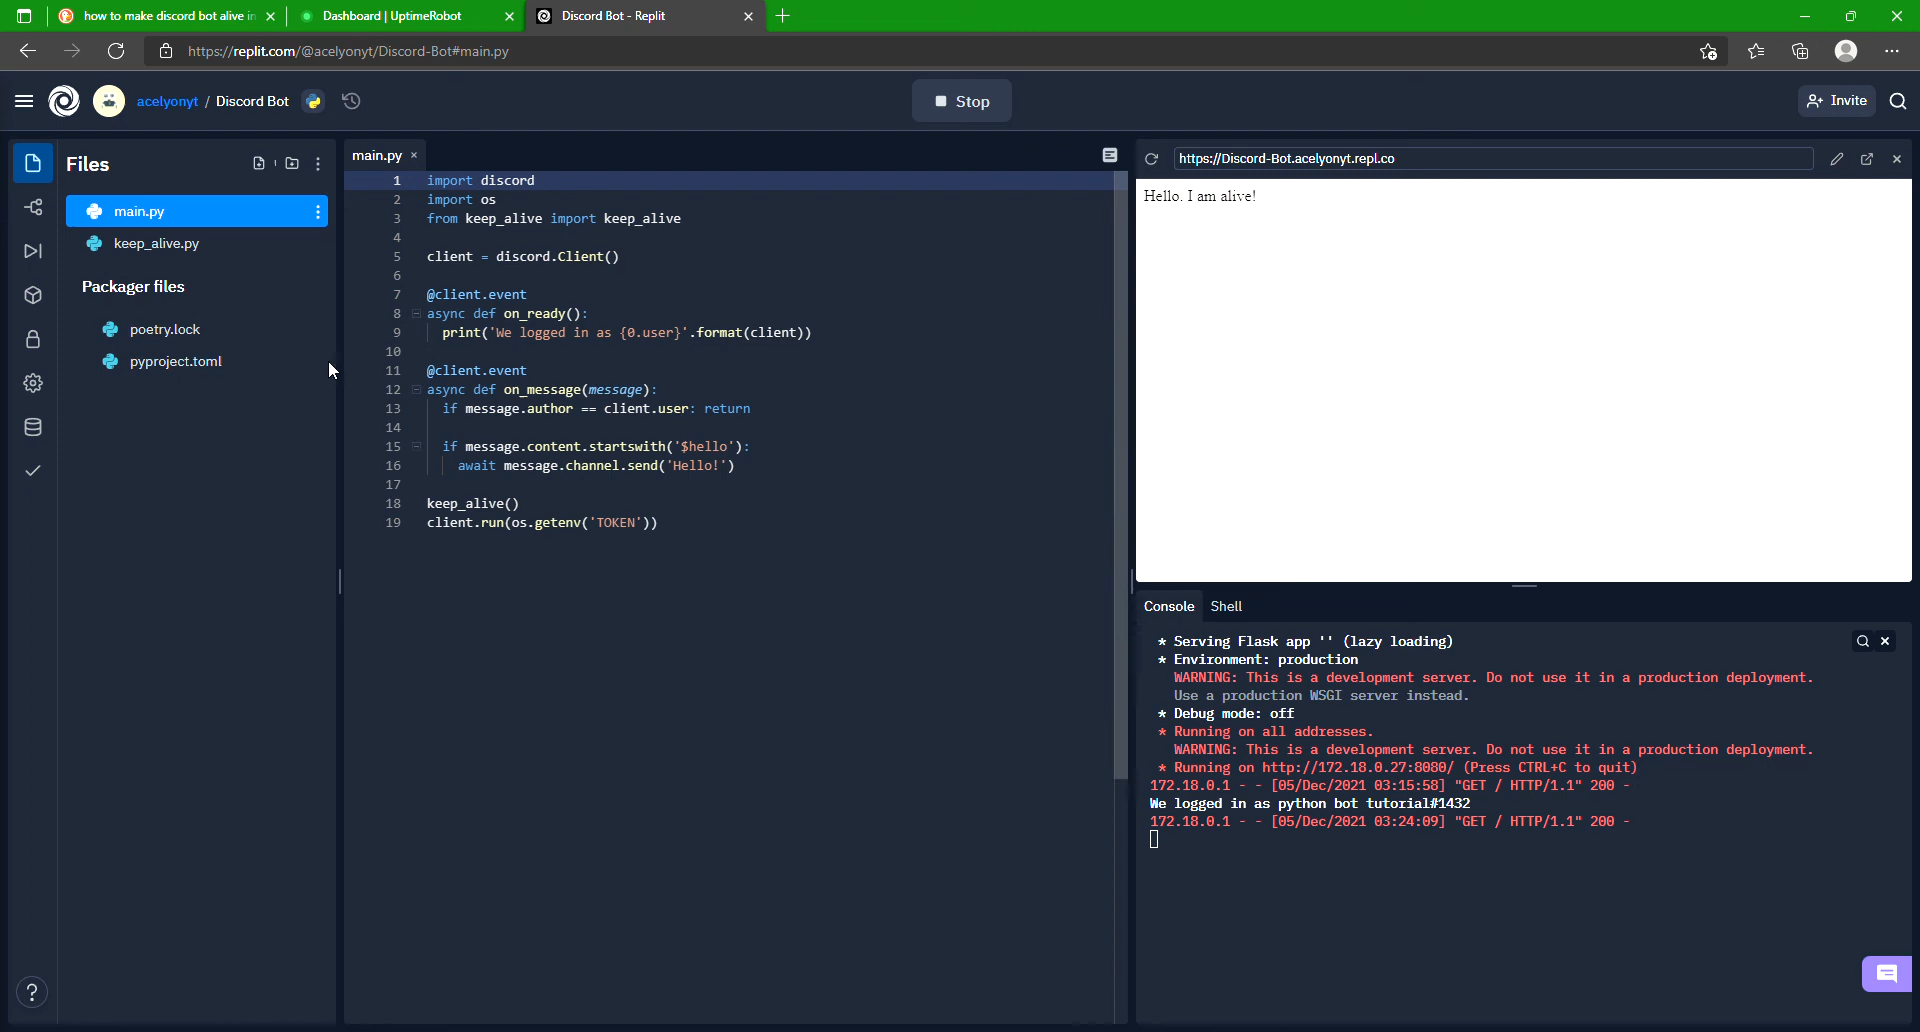 how to make discord bot alive in
Dashboard | UptimeRobot
Discord Bot - Replit
https://replit.com/@acelyonyt/Discord-Bot#main.py
acelyonyt / Discord Bot
Stop
Invite
Files
main.py
keep_alive.py
Packager files
poetry.lock
pyproject.toml
main.py
1 import discord
2 import os
3 from keep_alive import keep_alive
4
5 client = discord.Client()
6
7 @client.event
8 async def on_ready():
9 print('We logged in as {0.user}'.format(client))
10
11 @client.event
12 async def on_message(message):
13 if message.author == client.user: return
14
15 if message.content.startswith('$hello'):
16 await message.channel.send('Hello!')
17
18 keep_alive()
19 client.run(os.getenv('TOKEN'))
https://Discord-Bot.acelyonyt.repl.co
Hello. I am alive!
Console Shell
* Serving Flask app '' (lazy loading)
* Environment: production
WARNING: This is a development server. Do not use it in a production deployment.
Use a production WSGI server instead.
* Debug mode: off
* Running on all addresses.
WARNING: This is a development server. Do not use it in a production deployment.
* Running on http://172.18.0.27:8080/ (Press CTRL+C to quit)
172.18.0.1 - - [05/Dec/2021 03:15:58] "GET / HTTP/1.1" 200 -
We logged in as python bot tutorial#1432
172.18.0.1 - - [05/Dec/2021 03:24:09] "GET / HTTP/1.1" 200 -
?